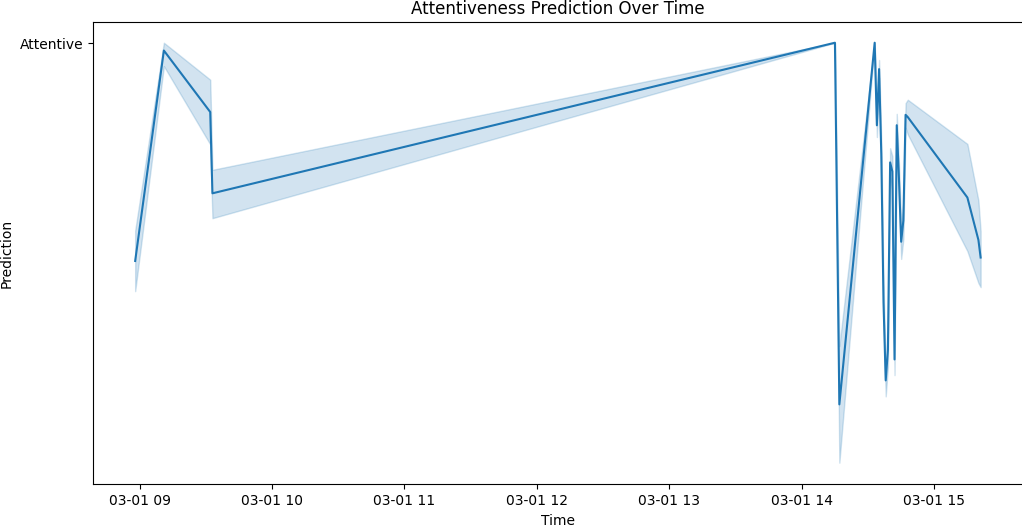 Attentiveness Prediction Over Time
Attentive
Prediction
03-01 09 03-01 10 03-01 11 03-01 12 03-01 13 03-01 14 03-01 15
Time